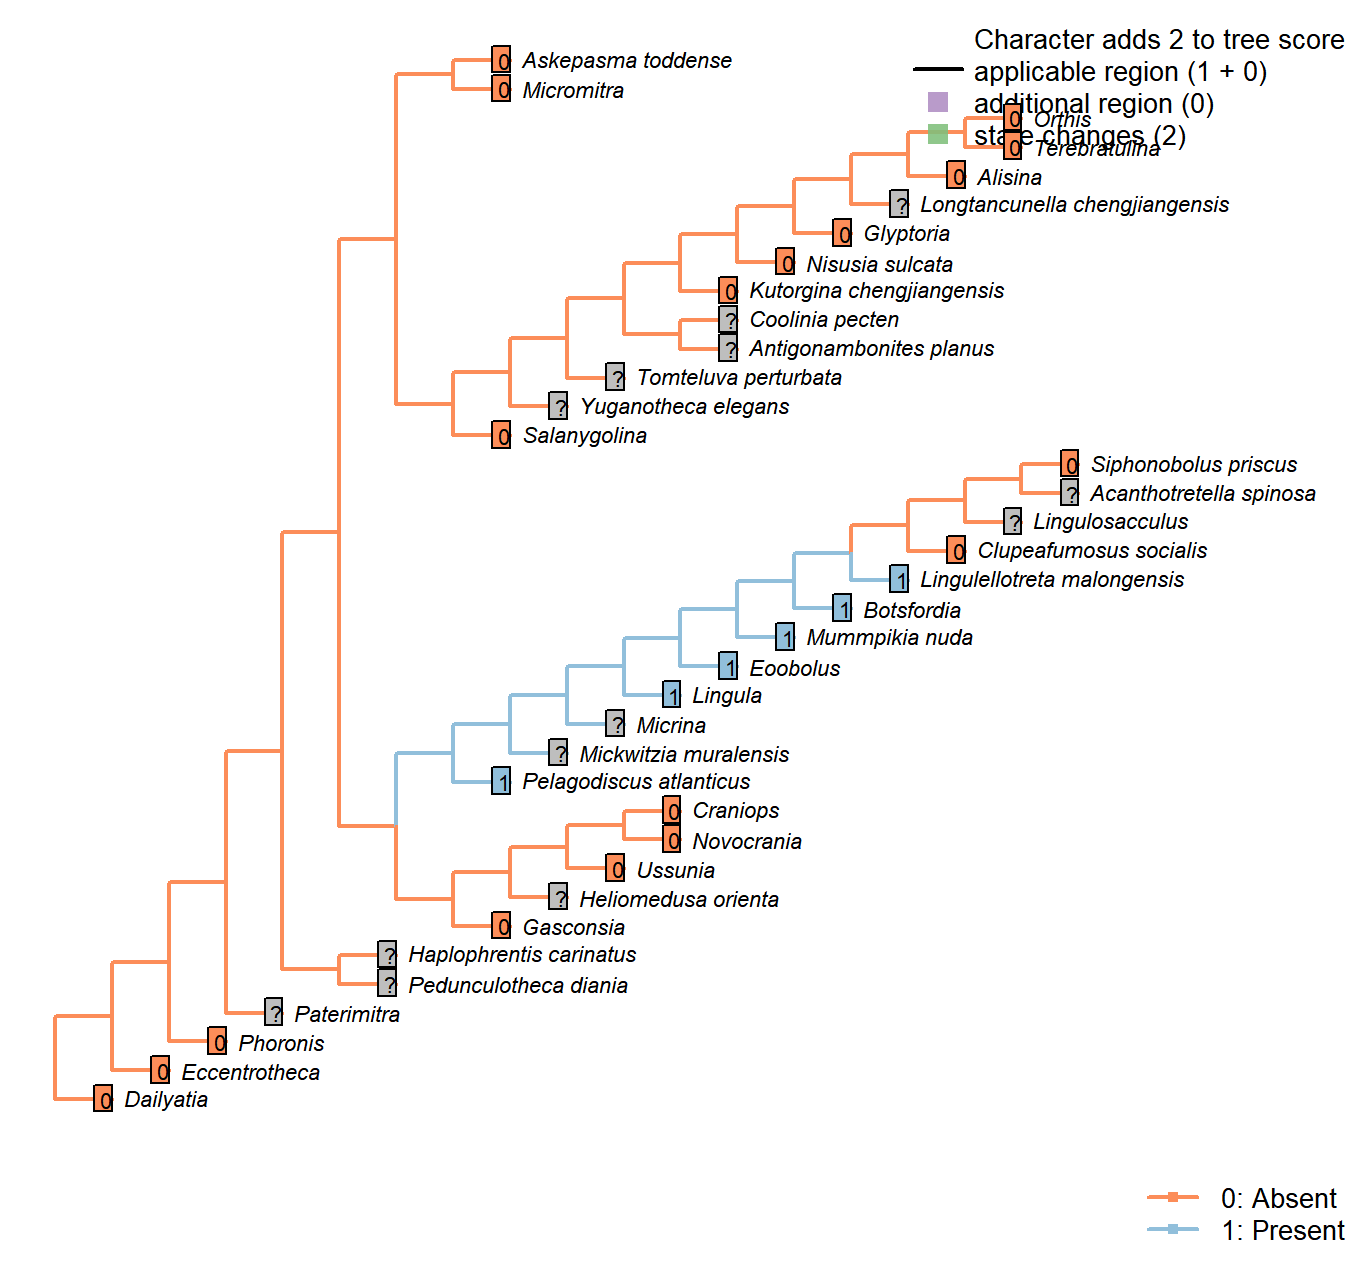 Character adds 2 to tree score
applicable region (1 + 0)
additional region (0)
state changes (2)
0 Askepasma toddense
0 Micromitra
0 Orthis
0 Terebratulina
0 Alisina
? Longtancunella chengjiangensis
0 Glyptoria
0 Nisusia sulcata
0 Kutorgina chengjiangensis
? Coolinia pecten
? Antigonambonites planus
? Tomteluva perturbata
? Yuganotheca elegans
0 Salanygolina
0 Siphonobolus priscus
? Acanthotretella spinosa
? Lingulosacculus
0 Clupeafumosus socialis
1 Lingulellotreta malongensis
1 Botsfordia
1 Mummpikia nuda
1 Eoobolus
1 Lingula
? Micrina
? Mickwitzia muralensis
1 Pelagodiscus atlanticus
0 Craniops
0 Novocrania
0 Ussunia
? Heliomedusa orienta
0 Gasconsia
? Haplophrentis carinatus
? Pedunculotheca diania
? Paterimitra
0 Phoronis
0 Eccentrotheca
0 Dailyatia
0: Absent
1: Present